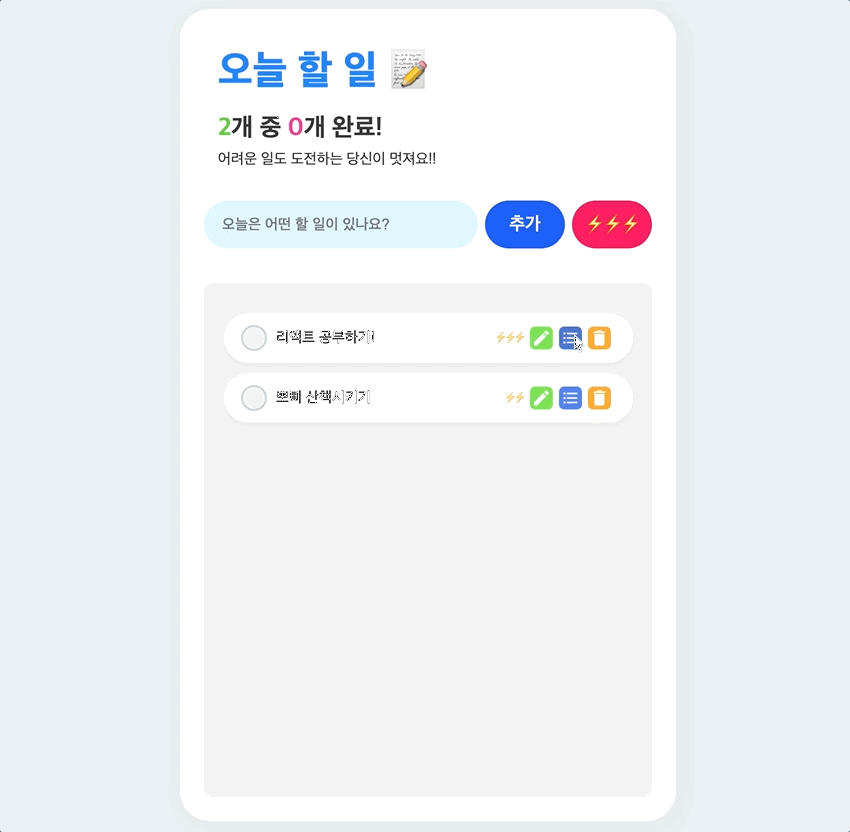 오늘 할 일 📝
2개 중 0개 완료!
어려운 일도 도전하는 당신이 멋져요!!
오늘은 어떤 할 일이 있나요?
추가
⚡⚡⚡
리액트 공부하기!
⚡⚡⚡
뽀삐 산책시키기
⚡⚡